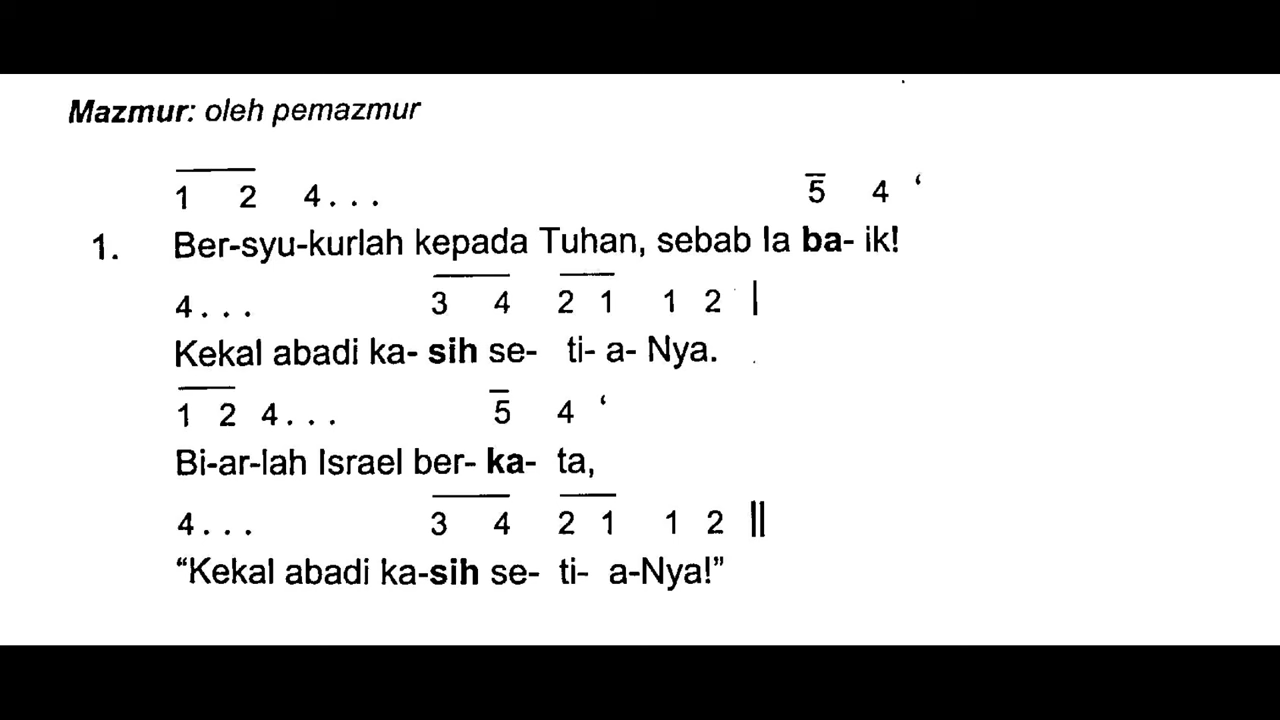 Mazmur: oleh pemazmur
1 2 4... 5 4 ‘
1. Ber-syu-kurlah kepada Tuhan, sebab Ia ba- ik!
4... 3 4 2 1 1 2 |
Kekal abadi ka- sih se- ti- a- Nya.
1 2 4... 5 4 ‘
Bi-ar-lah Israel ber- ka- ta,
4... 3 4 2 1 1 2 ||
“Kekal abadi ka-sih se- ti- a-Nya!”